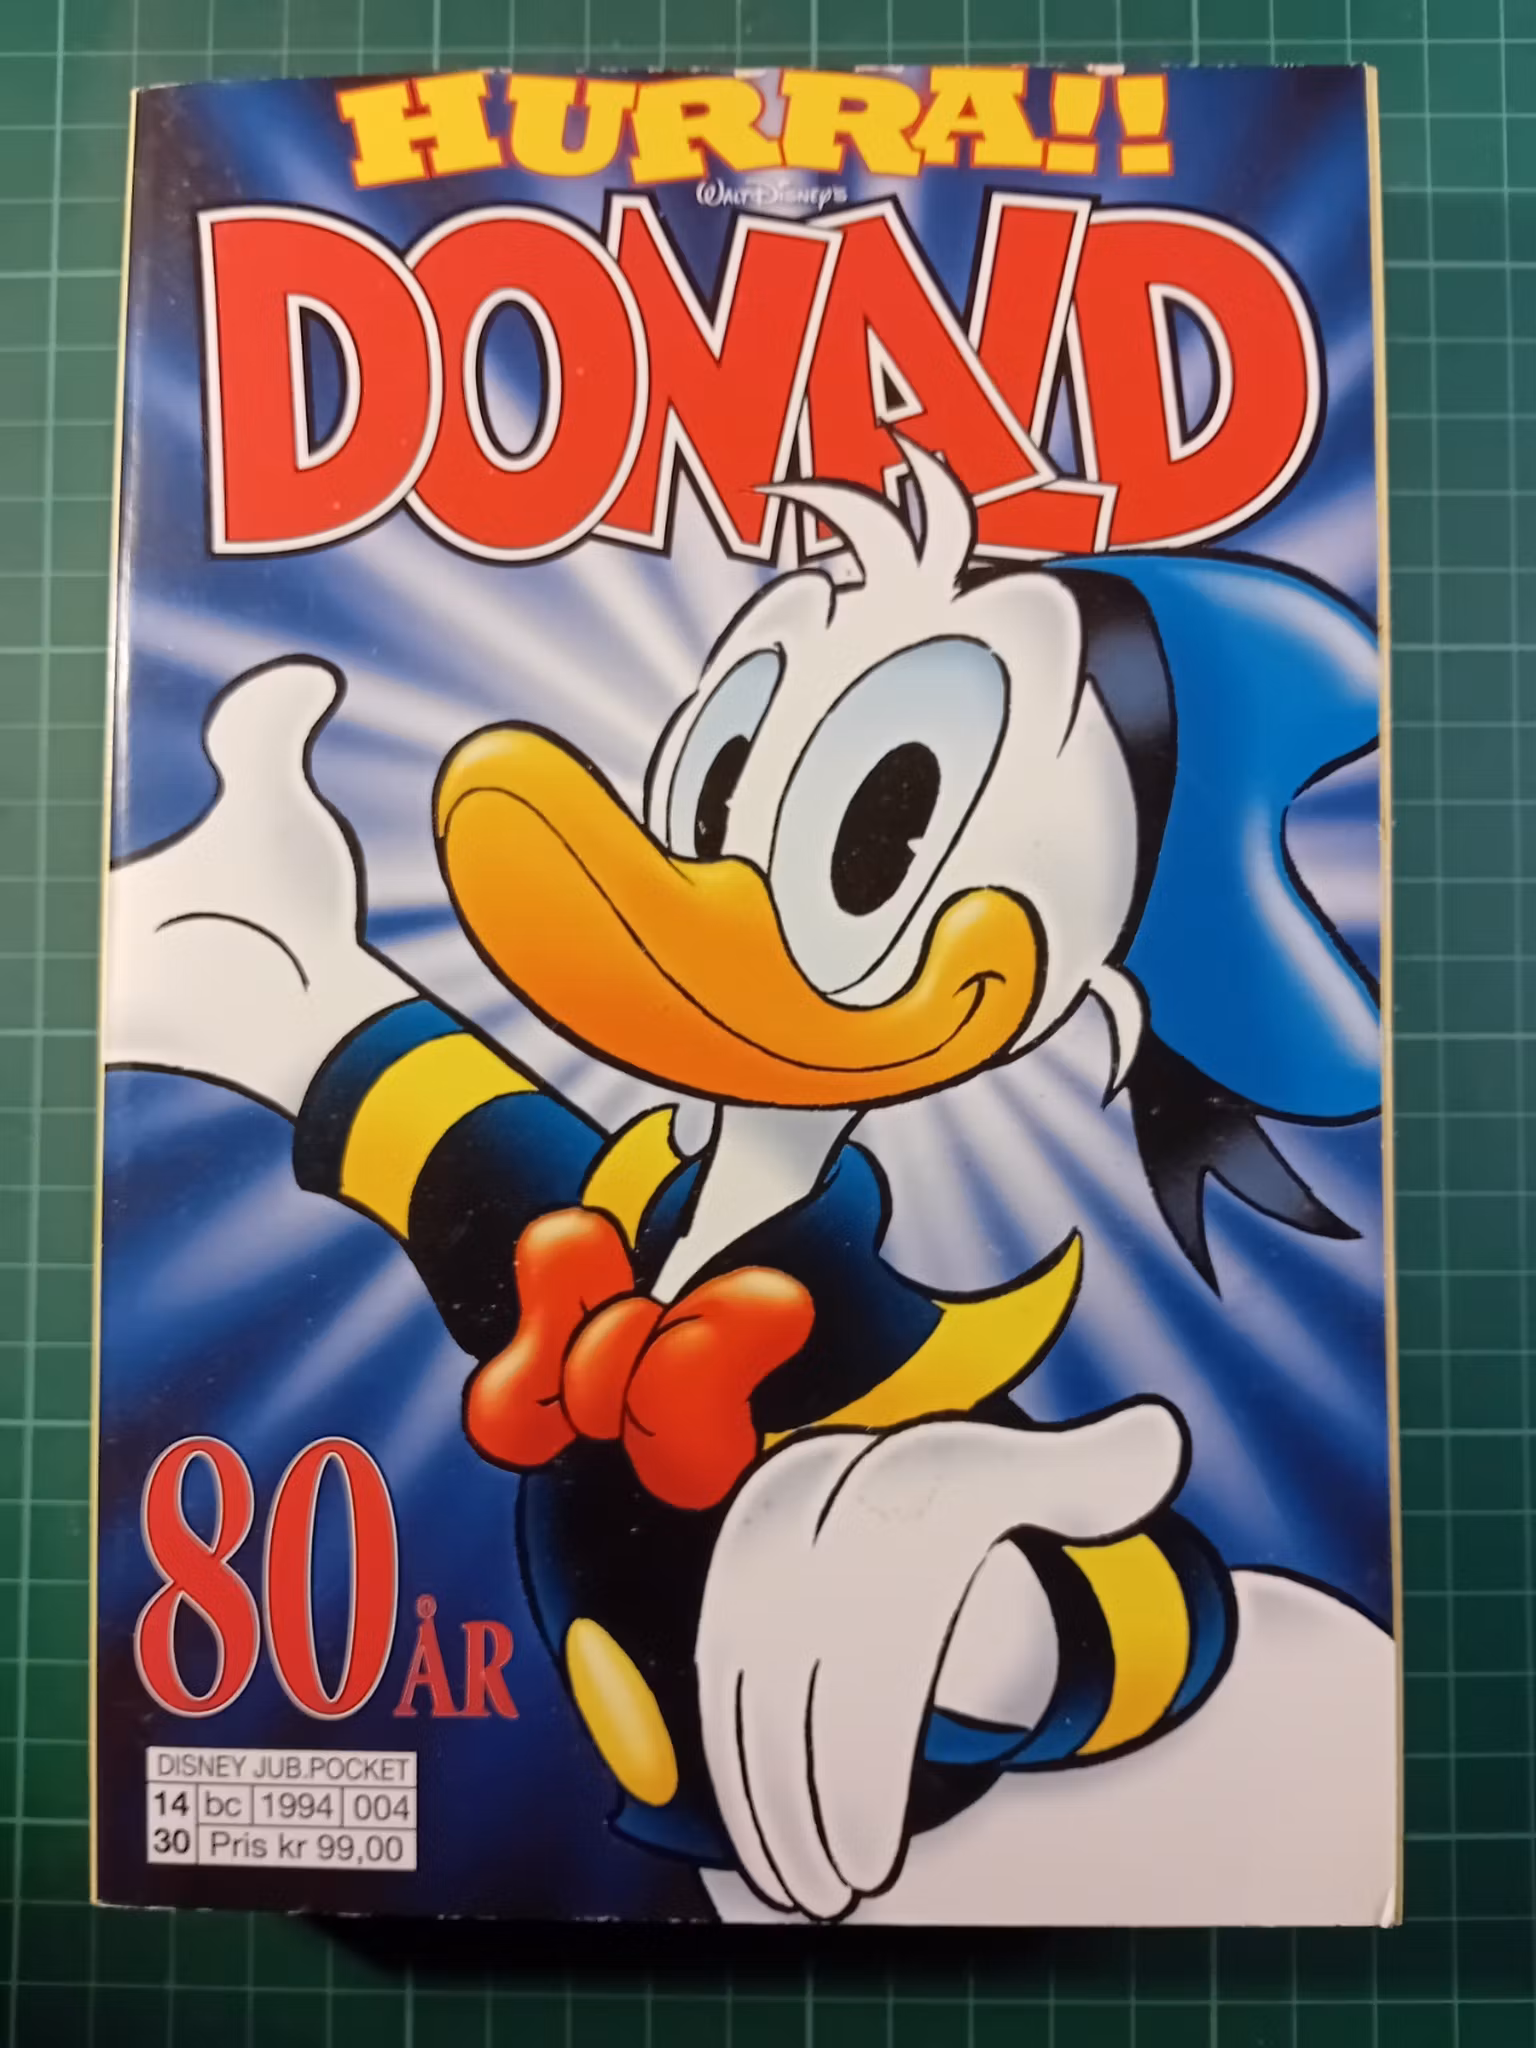 HURRA!!
WALT DISNEY'S
DONALD
80 ÅR
DISNEY JUB.POCKET
14 bc 1994 004
30 Pris kr 99,00